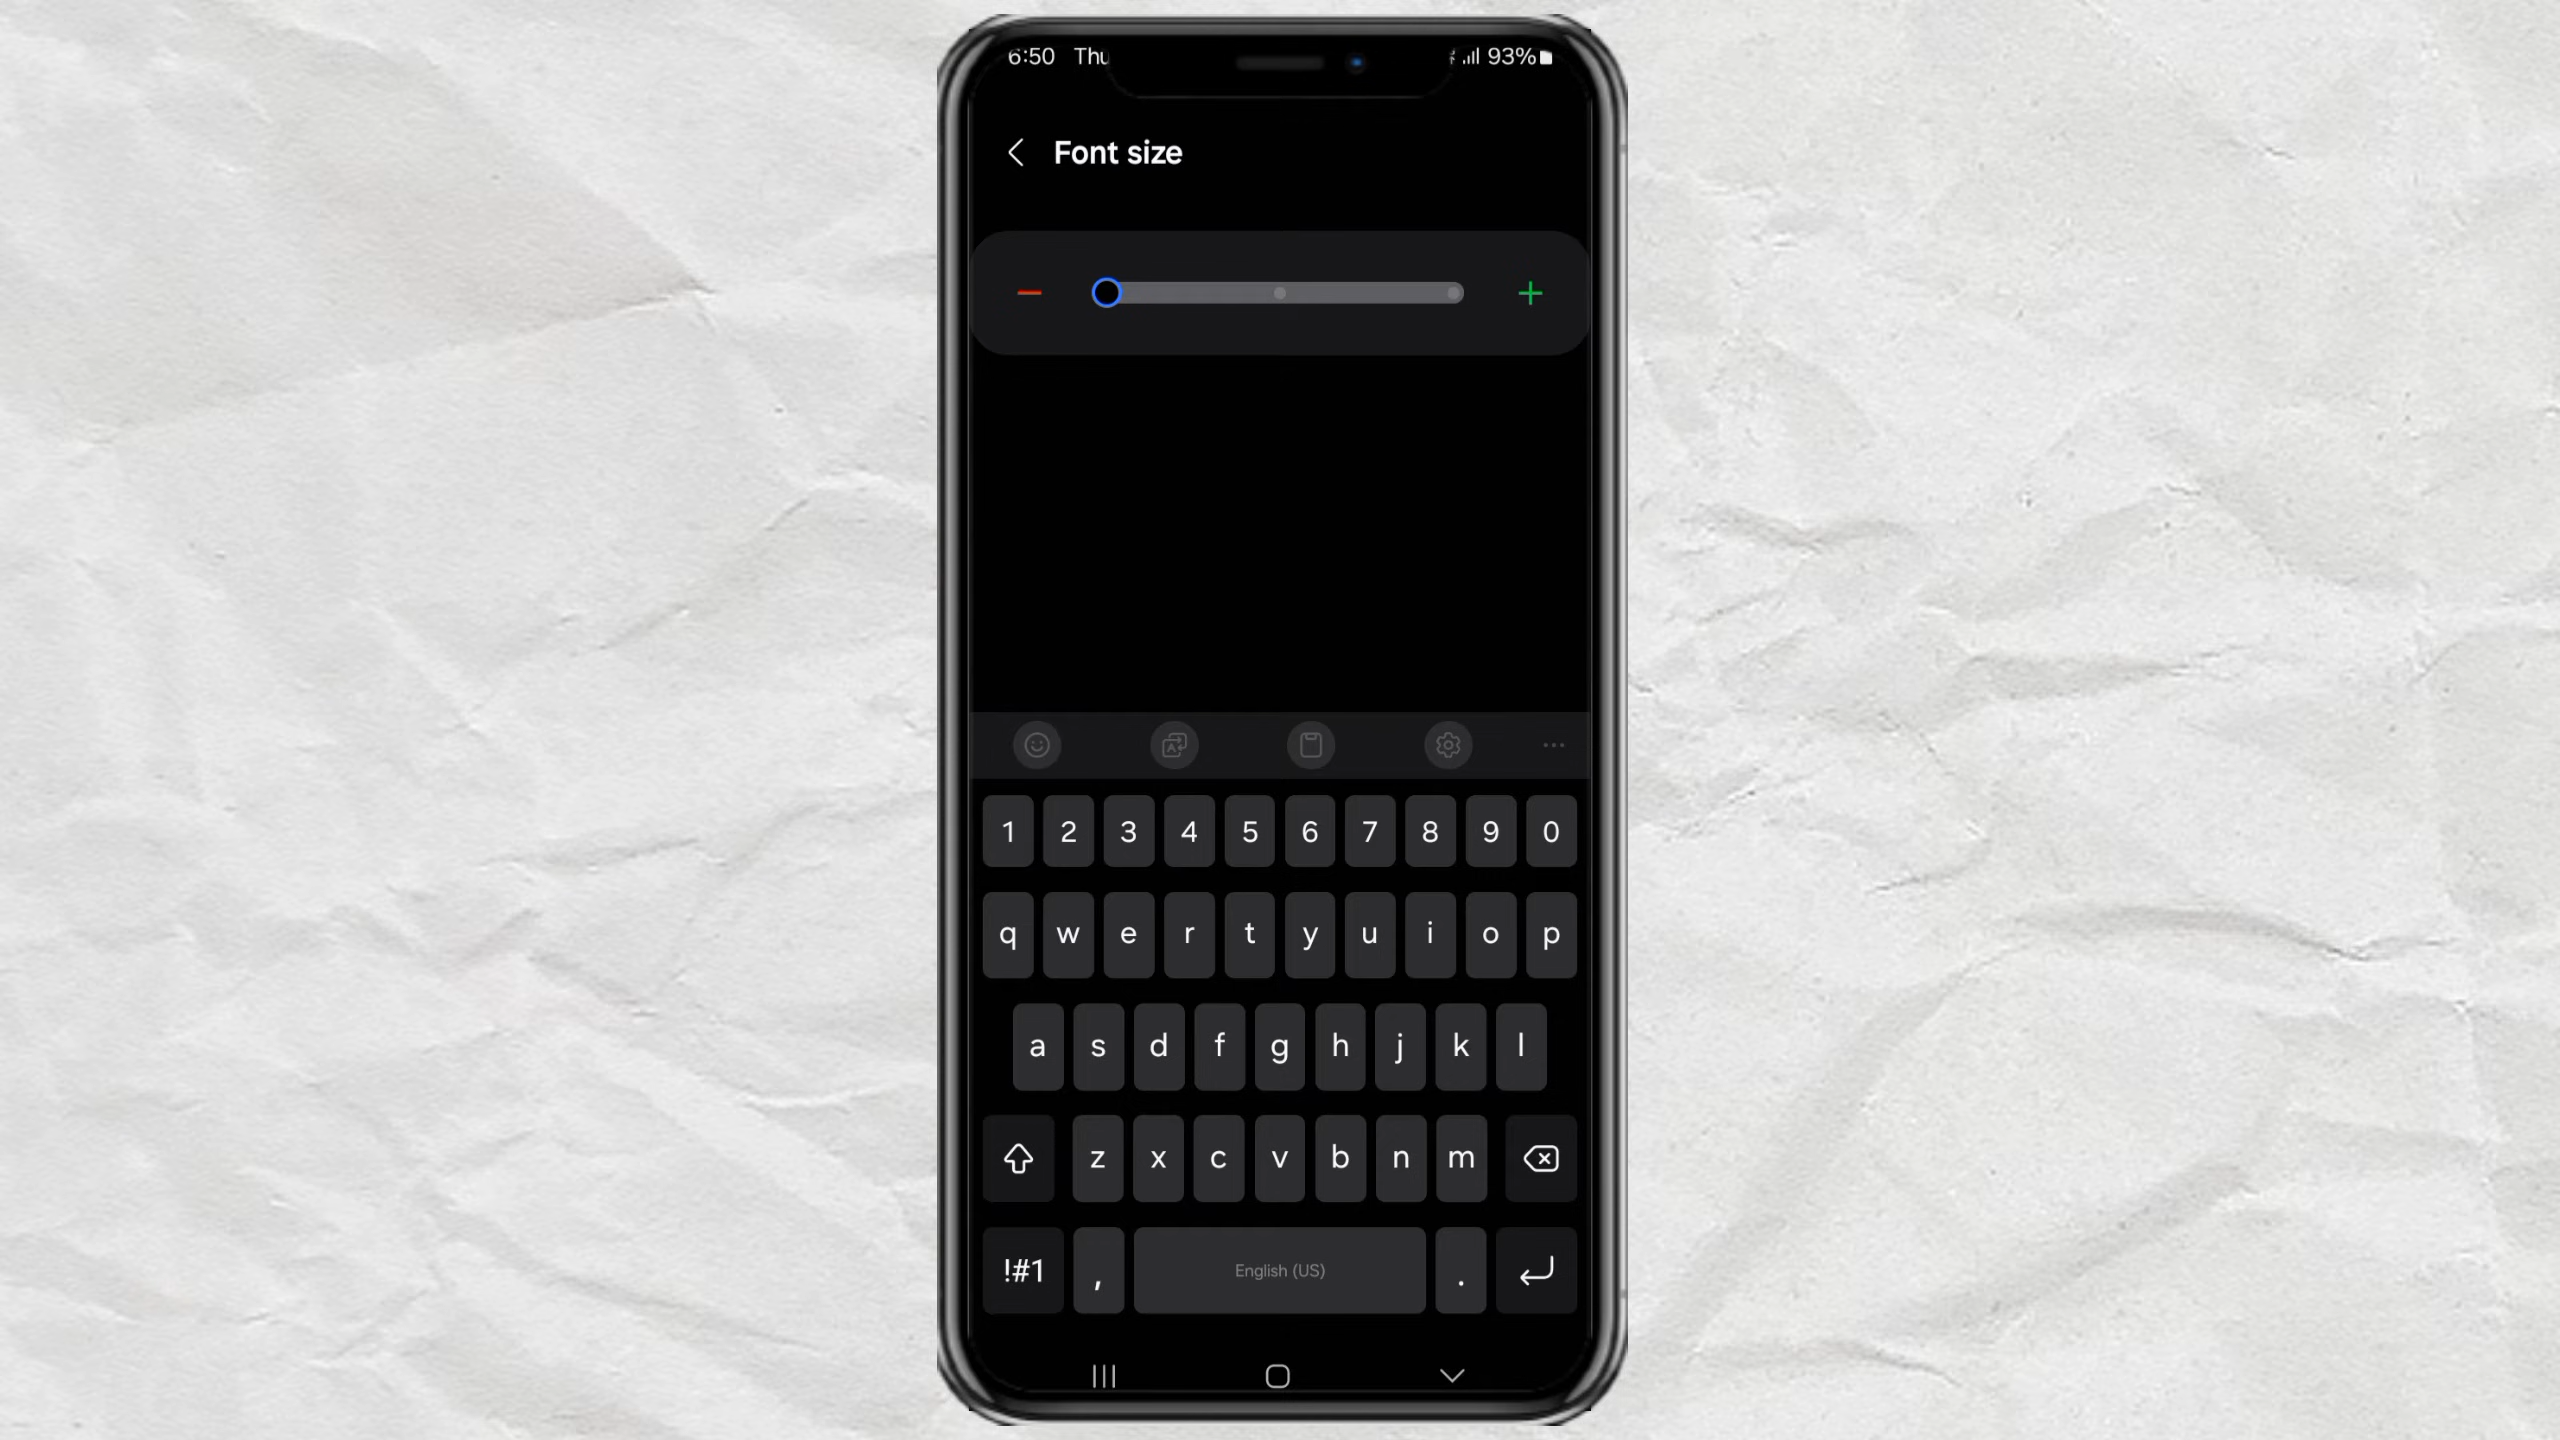 6:50 Thu 93%
Font size
1 2 3 4 5 6 7 8 9 0
q w e r t y u i o p
a s d f g h j k l
z x c v b n m
!#1 , English (US) .